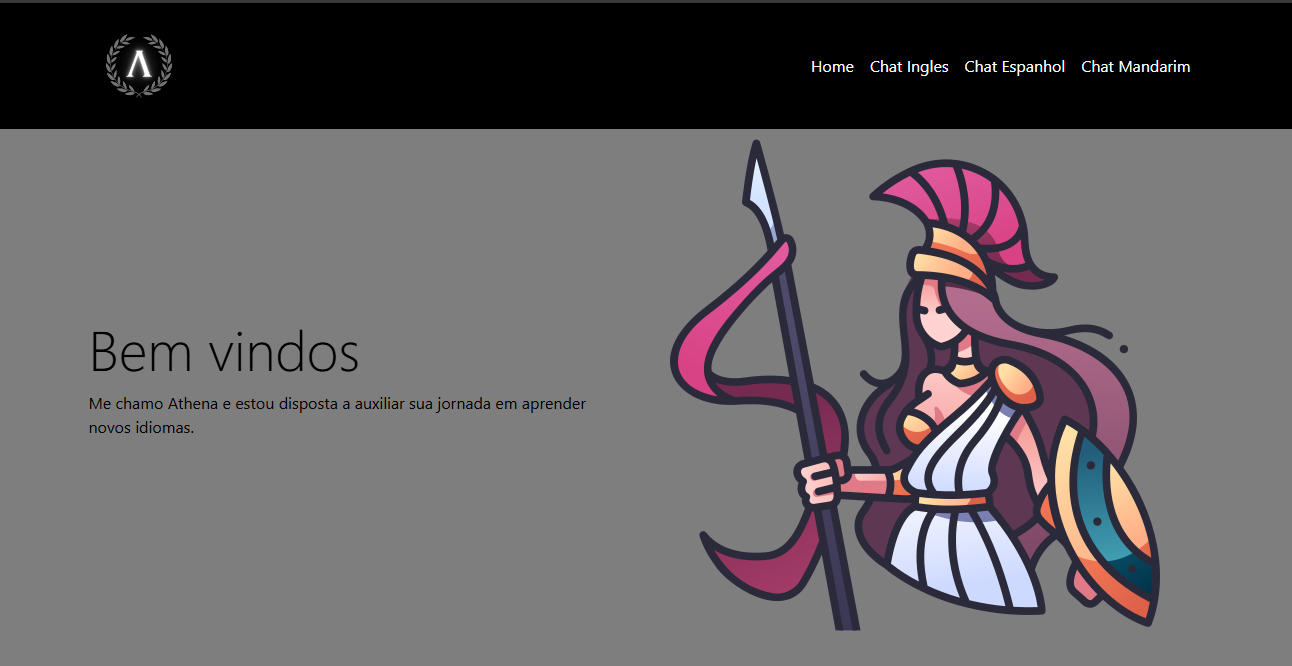 Λ
Home Chat Ingles Chat Espanhol Chat Mandarim
Bem vindos
Me chamo Athena e estou disposta a auxiliar sua jornada em aprender
novos idiomas.